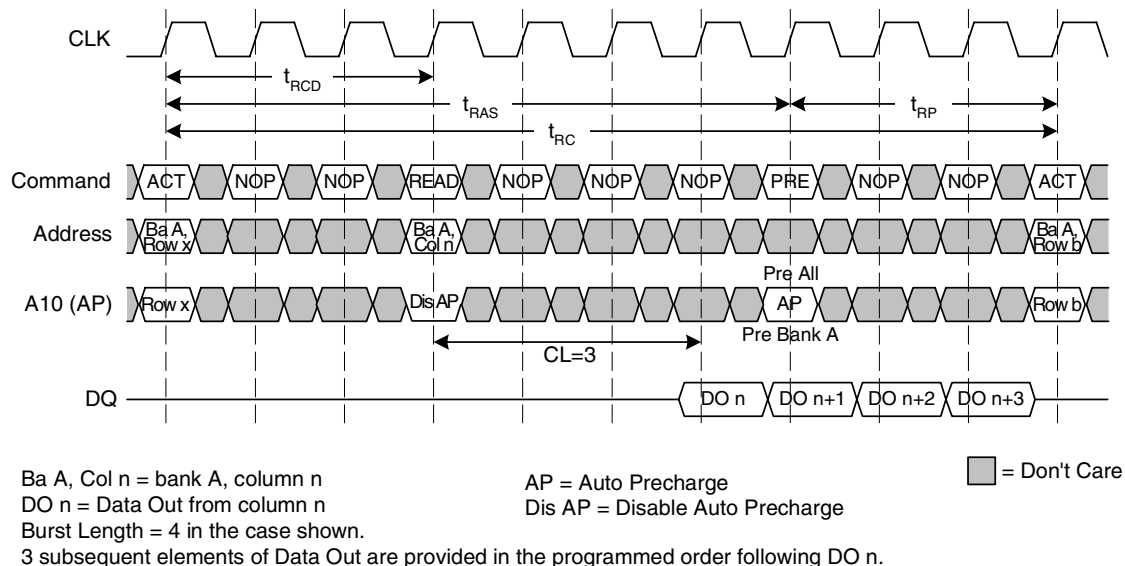 CLK
tRCD
tRAS
tRP
tRC
Command ACT NOP NOP READ NOP NOP NOP PRE NOP NOP ACT
Address Ba A, Row x Ba A, Col n Ba A, Row b
Pre All
A10 (AP) Row x Dis AP AP Row b
Pre Bank A
CL=3
DQ DO n DO n+1 DO n+2 DO n+3
Ba A, Col n = bank A, column n
DO n = Data Out from column n
Burst Length = 4 in the case shown.
3 subsequent elements of Data Out are provided in the programmed order following DO n.
AP = Auto Precharge
Dis AP = Disable Auto Precharge
= Don't Care